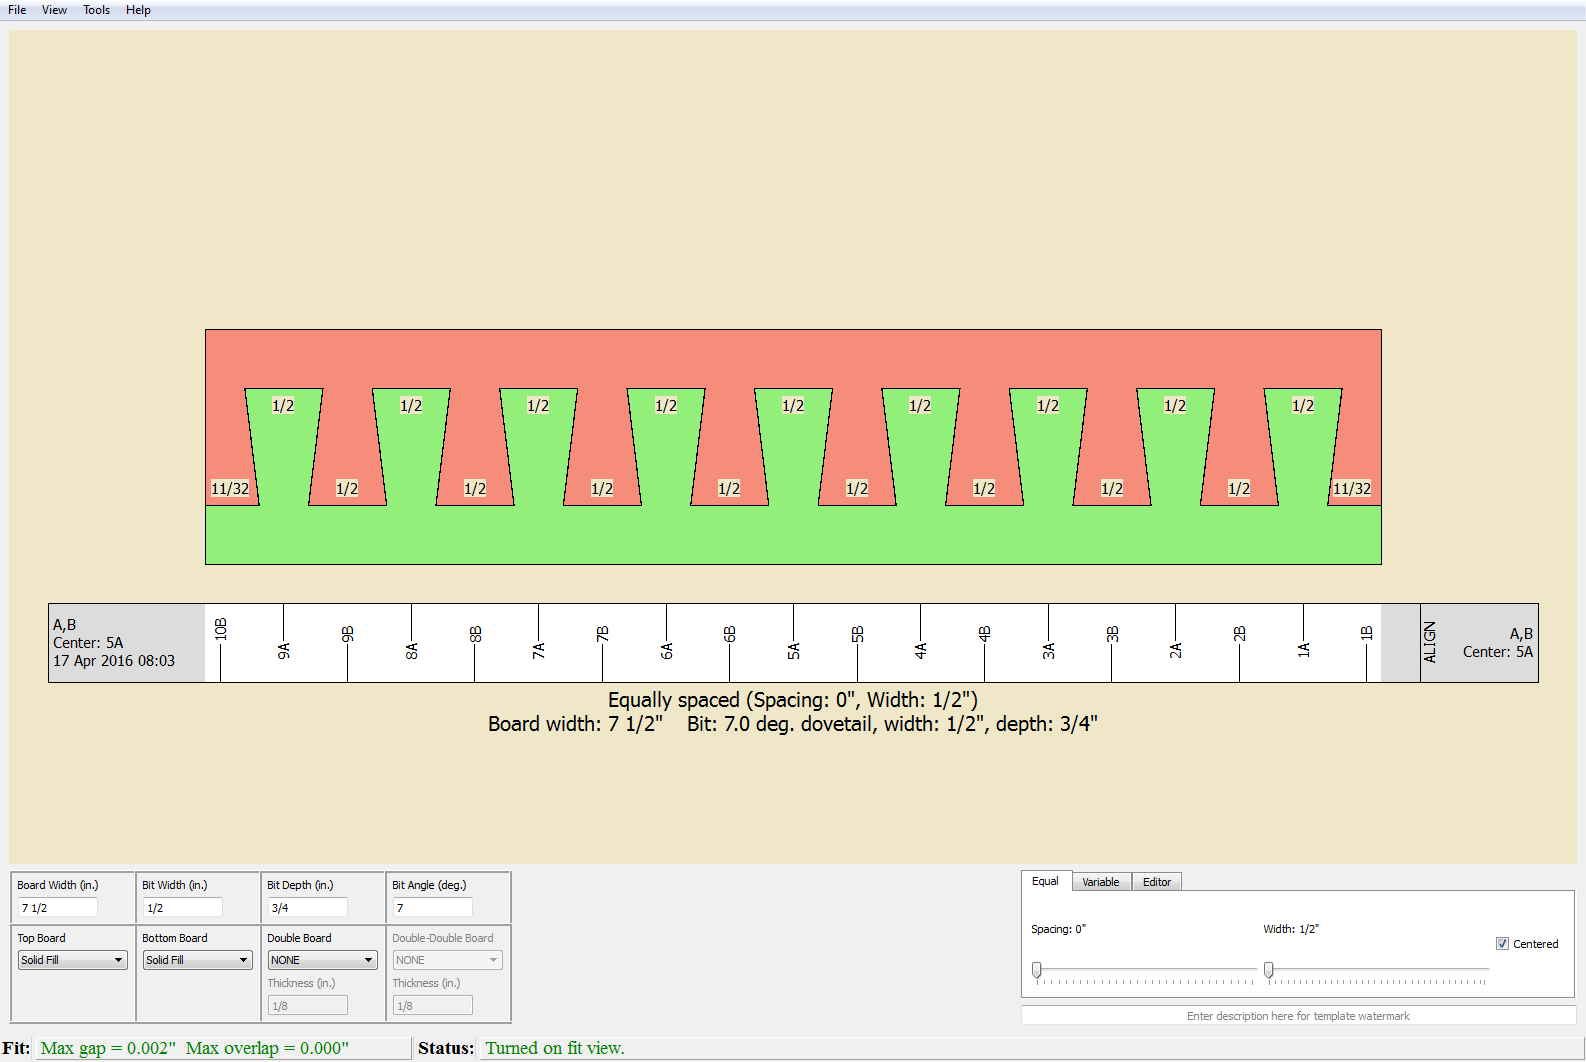 File View Tools Help
1/2 1/2 1/2 1/2 1/2 1/2 1/2 1/2 1/2
11/32 1/2 1/2 1/2 1/2 1/2 1/2 1/2 1/2 11/32
A,B
Center: 5A
17 Apr 2016 08:03
10B 9A 9B 8A 8B 7A 7B 6A 6B 5A 5B 4A 4B 3A 3B 2A 2B 1A 1B
ALIGN
A,B
Center: 5A
Equally spaced (Spacing: 0", Width: 1/2")
Board width: 7 1/2" Bit: 7.0 deg. dovetail, width: 1/2", depth: 3/4"
Board Width (in.) Bit Width (in.) Bit Depth (in.) Bit Angle (deg.)
7 1/2 1/2 3/4 7
Top Board Bottom Board Double Board Double-Double Board
Solid Fill Solid Fill NONE NONE
Thickness (in.) Thickness (in.)
1/8 1/8
Equal Variable Editor
Spacing: 0" Width: 1/2"
Centered
Enter description here for template watermark
Fit: Max gap = 0.002" Max overlap = 0.000" Status: Turned on fit view.